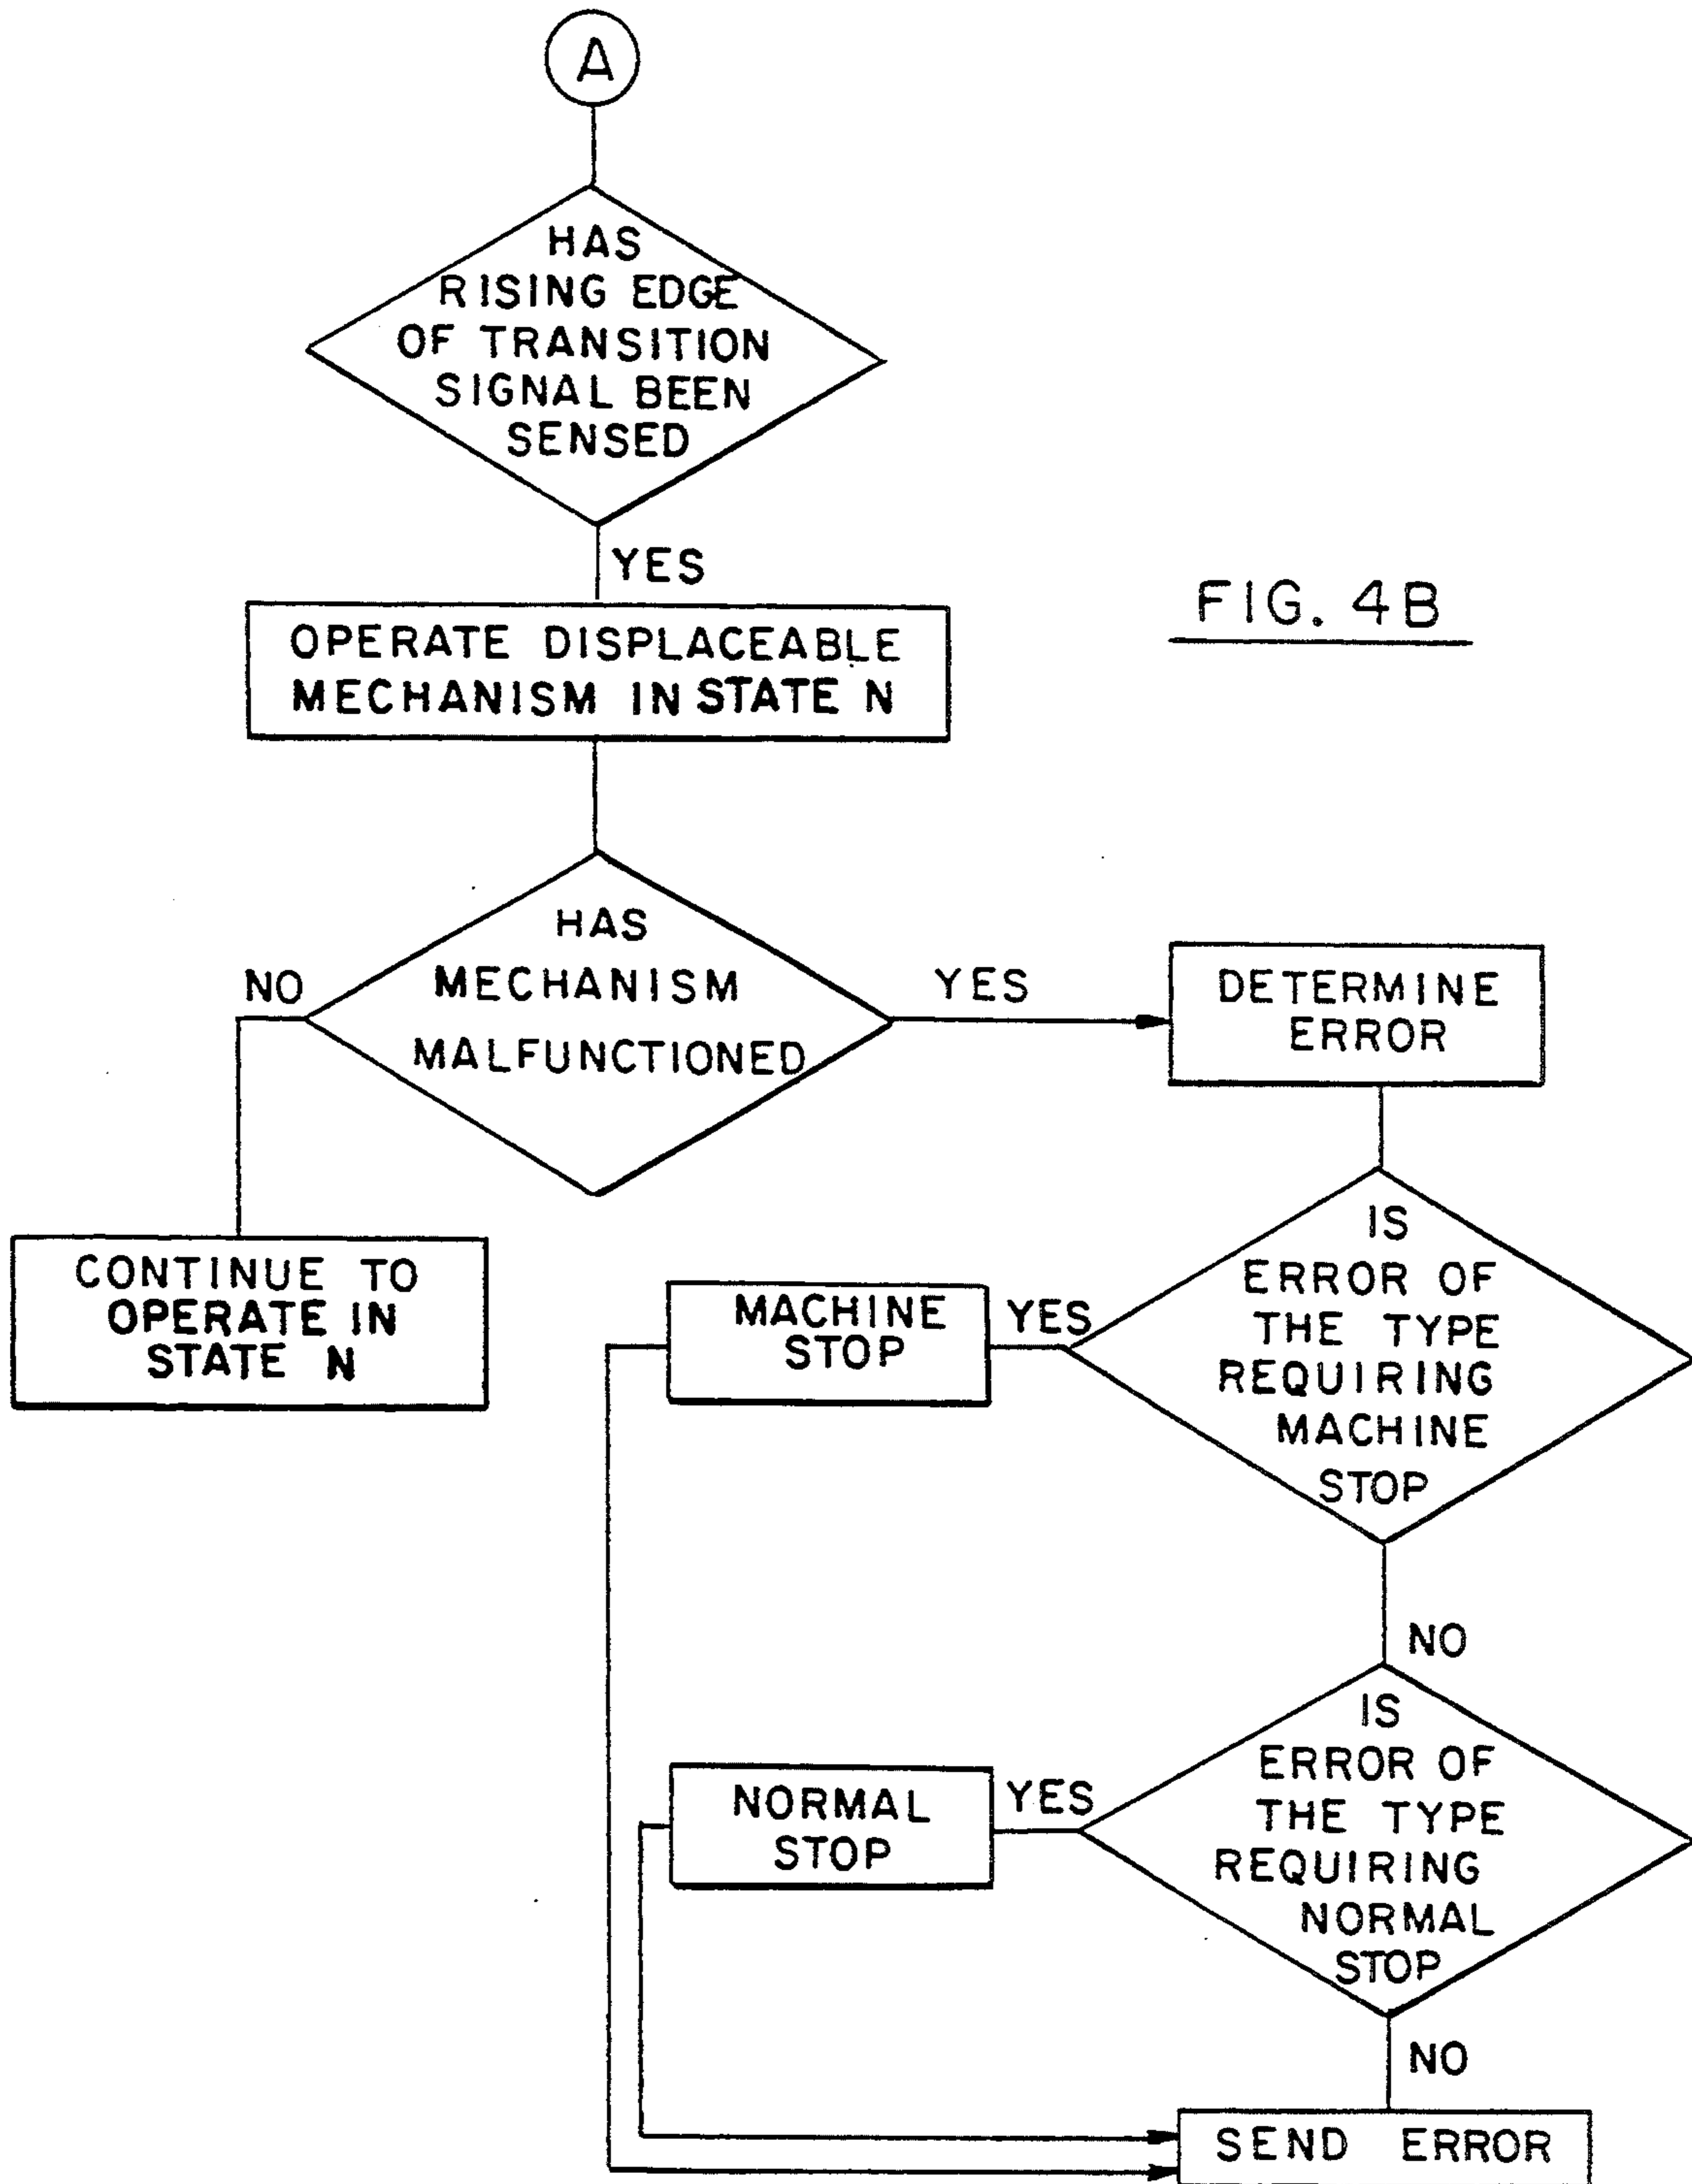 A
HAS
RISING EDGE
OF TRANSITION
SIGNAL BEEN
SENSED
YES
FIG. 4B
OPERATE DISPLACEABLE
MECHANISM IN STATE N
HAS
MECHANISM
MALFUNCTIONED
NO
YES
DETERMINE
ERROR
CONTINUE TO
OPERATE IN
STATE N
IS
ERROR OF
THE TYPE
REQUIRING
MACHINE
STOP
YES
MACHINE
STOP
NO
IS
ERROR OF
THE TYPE
REQUIRING
NORMAL
STOP
YES
NORMAL
STOP
NO
SEND ERROR